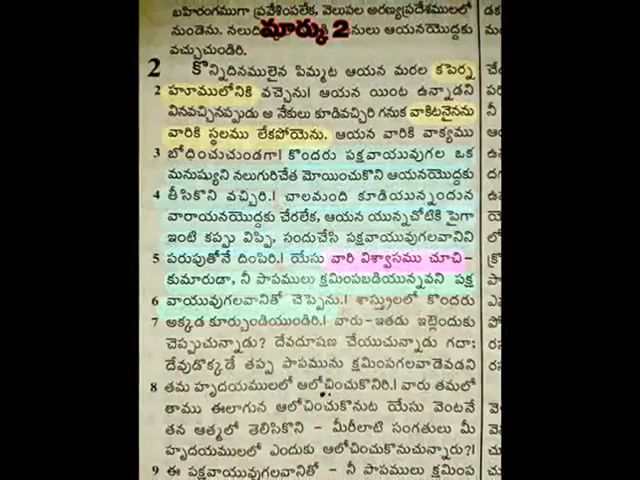 బహిరంగముగా ప్రవేశింపలేక, వెలుపల అరణ్యప్రదేశములలో
నుండెను. నలుది మార్కు 2 నులు ఆయనయొద్దకు
వచ్చుచుండిరి.
2 కొన్నిదినములైన పిమ్మట ఆయన మరల కపెర్న
2 హూములోనికి వచ్చెను। ఆయన యింట ఉన్నాడని
వినవచ్చినప్పుడు అ నేకులు కూడివచ్చిరి గనుక వాకిటనైనను
వారికి స్థలము లేకపోయెను. ఆయన వారికి వాక్యము
3 బోధించుచుండగా। కొందరు పక్షవాయువుగల ఒక
మనుష్యుని నలుగురిచేత మోయించుకొని ఆయనయొద్దకు
4 తీసికొని వచ్చిరి.। చాలమంది కూడియున్నందున
వారాయనయొద్దకు చేరలేక, ఆయన యున్నచోటికి పైగా
ఇంటి కప్పు విప్పి, సందుచేసి పక్షవాయువుగలవానిని
5 పరుపుతోనే దింపిరి.। యేసు వారి విశ్వాసము చూచి–
కుమారుడా, నీ పాపములు క్షమింపబడియున్నవని పక్ష
6 వాయువుగలవానితో చెప్పెను.। శాస్త్రులలో కొందరు
7 అక్కడ కూర్చుండియుండిరి.। వారు–ఇతడు ఇట్లెందుకు
చెప్పుచున్నాడు? దేవదూషణ చేయుచున్నాడు గదా;
దేవుడొక్కడే తప్ప పాపమును క్షమింపగలవాడెవడని
8 తమ హృదయములలో ఆలోచించుకొనిరి.। వారు తమలో
తాము ఈలాగున ఆలోచించుకొనుట యేసు వెంటనే
తన ఆత్మలో తెలిసికొని – మీరీలాటి సంగతులు మీ
హృదయములలో ఎందుకు ఆలోచించుకొనుచున్నారు?।
9 ఈ పక్షవాయువుగలవానితో – నీ పాపములు క్షమింప